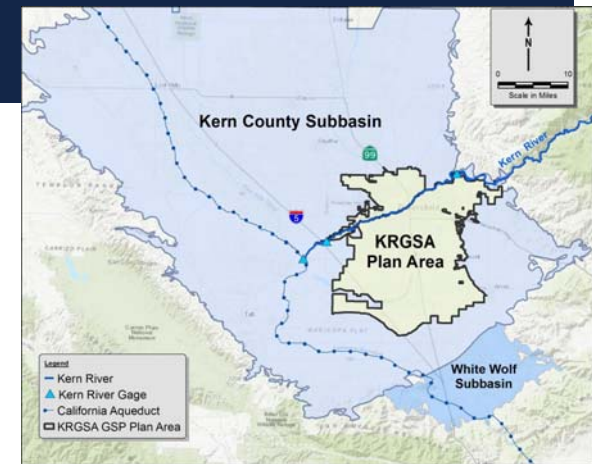 N
0
10
Scale in Miles
Kern County Subbasin
99
Kern River
5
KRGSA
Plan Area
White Wolf
Subbasin
Legend
Kern River
Kern River Gage
California Aqueduct
KRGSA GSP Plan Area